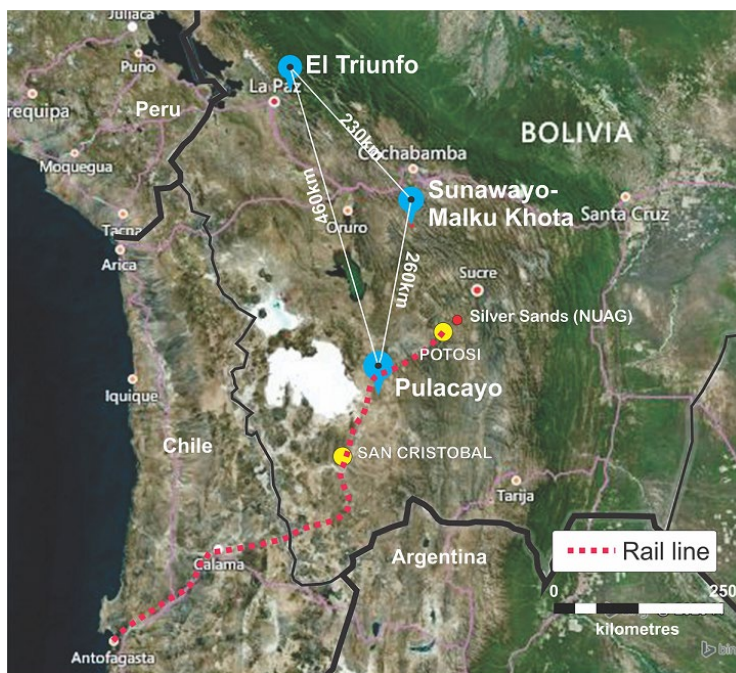 Juliaca
Puno
El Triunfo
La Paz
requipa
Peru
230km
BOLIVIA
Moquegua
Cochabamba
460km
Sunawayo-
Malku Khota
Santa Cruz
Tacna
Oruro
Arica
260km
Sucre
Silver Sands (NUAG)
POTOSI
Iquique
Pulacayo
Chile
SAN CRISTOBAL
Tarija
Argentina
Rail line
Calama
0
250
kilometres
Antofagasta
bin